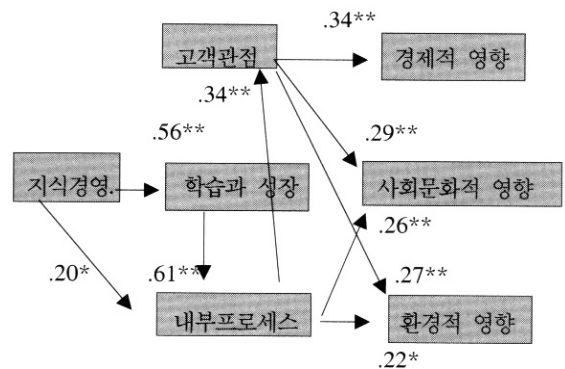 .34**
고객관점
경제적 영향
.34**
.56**
.29**
지식경영.
학습과 성장
사회문화적 영향
.26**
.20*
.61**
.27**
내부프로세스
환경적 영향
.22*